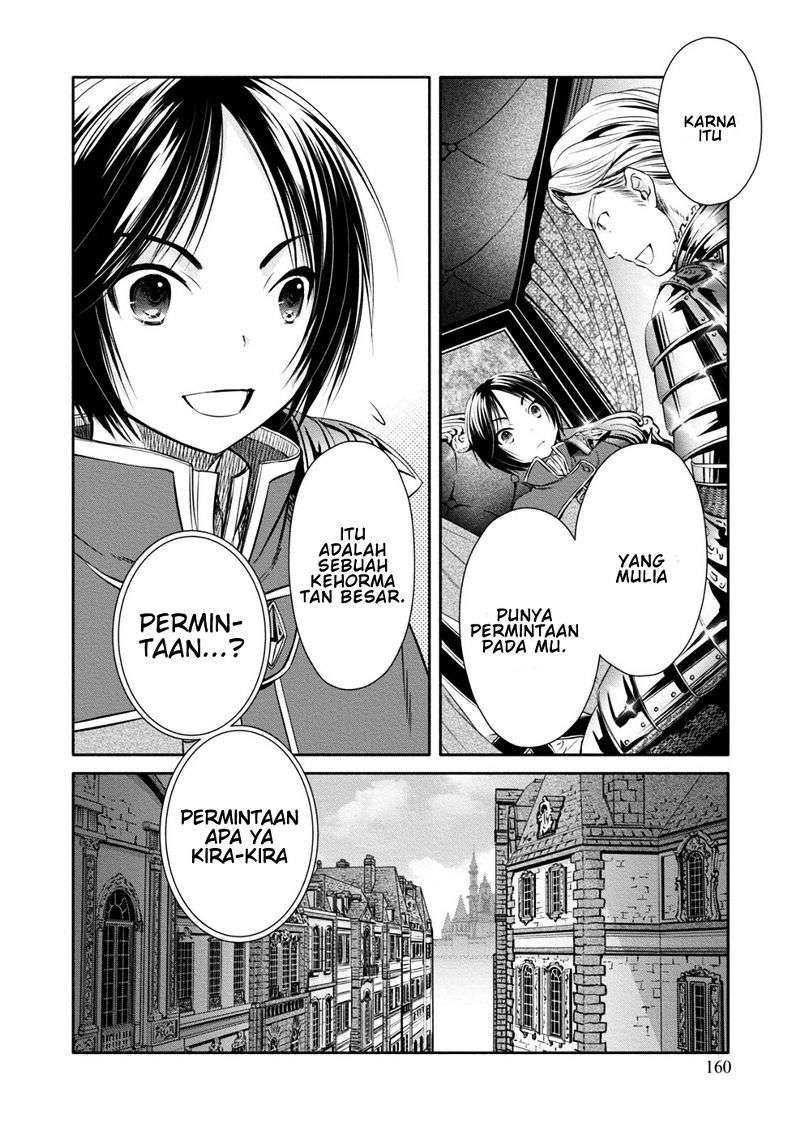 KARNA
ITU
YANG
MULIA
PUNYA
PERMINTAAN
PADA MU.
ITU
ADALAH
SEBUAH
KEHORMA
TAN BESAR.
PERMIN-
TAAN...?
PERMINTAAN
APA YA
KIRA-KIRA
160